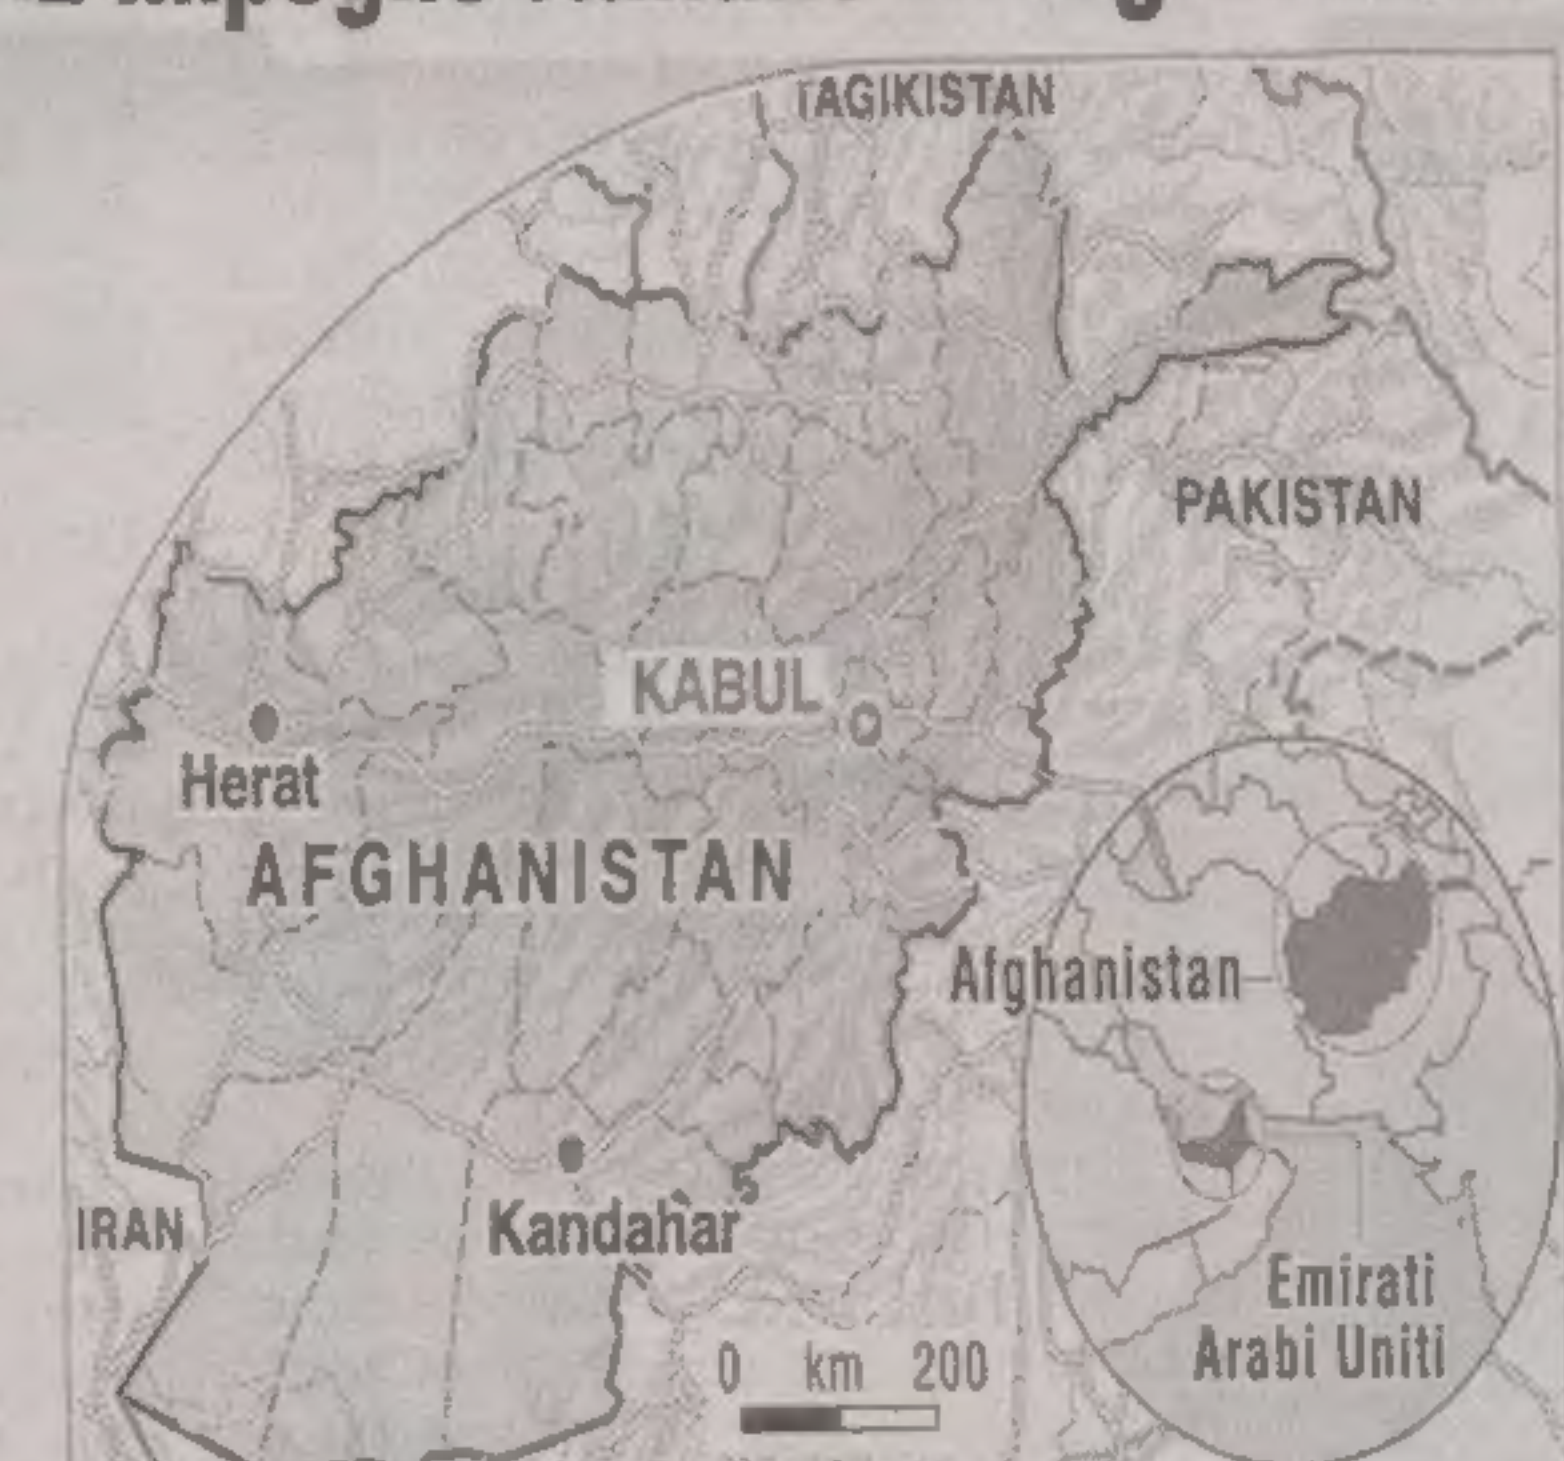 TAGIKISTAN
PAKISTAN
KABUL
Herat
AFGHANISTAN
Afghanistan
IRAN
Kandahar
Emirati
Arabi Uniti
0 km 200